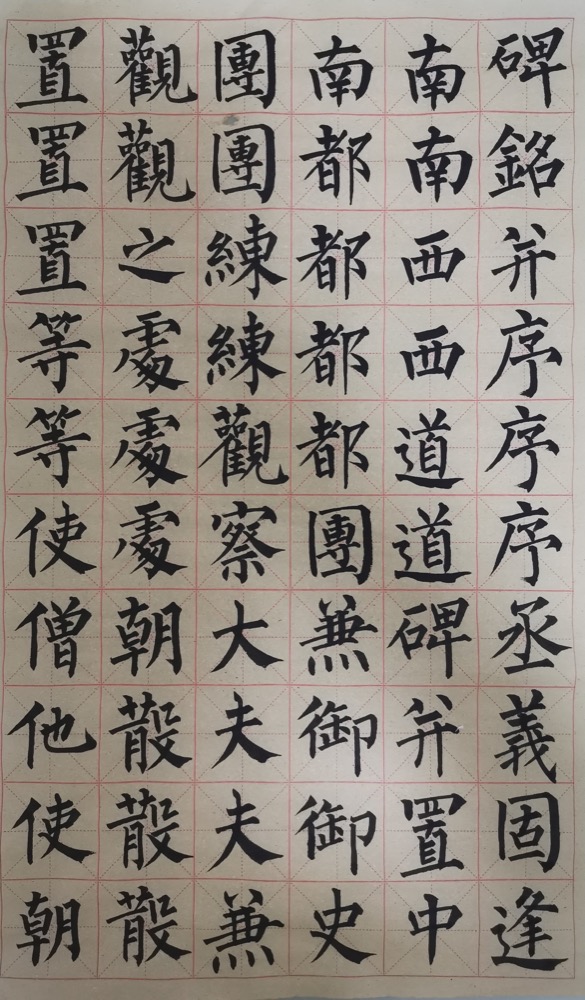 碑銘并序序序丞義固逢
南南西西道道碑并置中
南都都都都團兼御御史
團團練練觀察大夫夫兼
觀觀之處處處朝散散散
置置置等等使僧他使朝